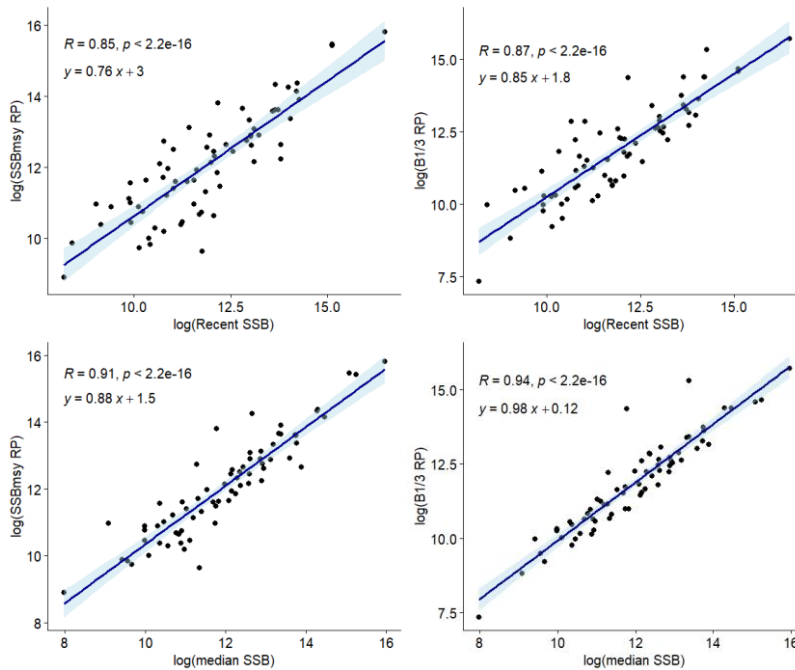 16
14
12
10
log(SSBmsy RP)
R = 0.85, p < 2.2e-16
y = 0.76 x + 3
10.0 12.5 15.0
log(Recent SSB)
15.0
12.5
10.0
7.5
log(B1/3 RP)
R = 0.87, p < 2.2e-16
y = 0.85 x + 1.8
10.0 12.5 15.0
log(Recent SSB)
16
14
12
10
8
log(SSBmsy RP)
R = 0.91, p < 2.2e-16
y = 0.88 x + 1.5
8 10 12 14 16
log(median SSB)
15.0
12.5
10.0
7.5
log(B1/3 RP)
R = 0.94, p < 2.2e-16
y = 0.98 x + 0.12
8 10 12 14 16
log(median SSB)